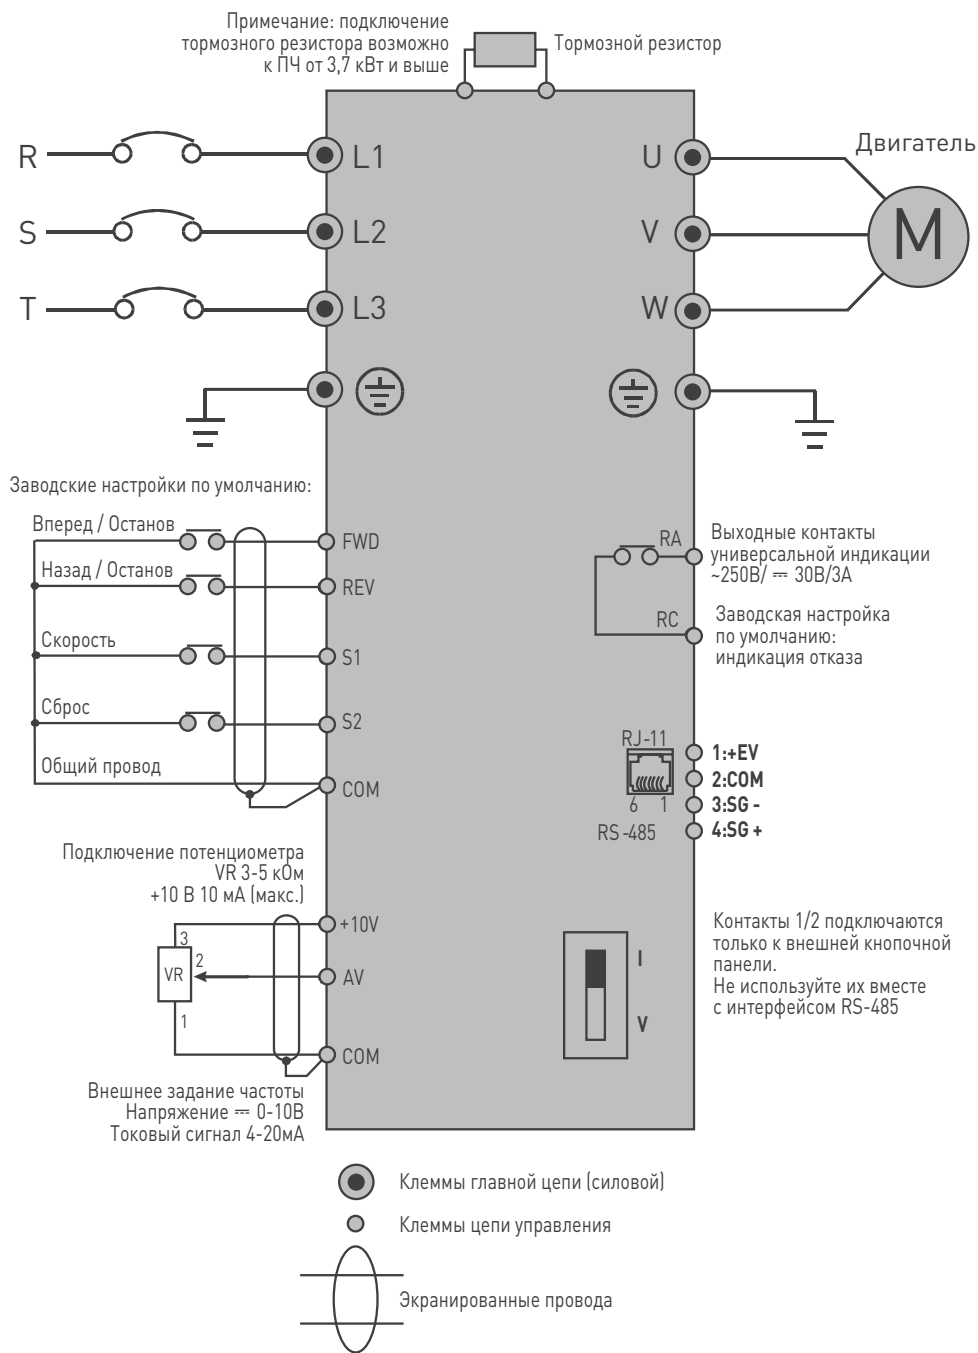 Примечание: подключение
тормозного резистора возможно
к ПЧ от 3,7 кВт и выше
Тормозной резистор
R
L1
U
Двигатель
S
L2
V
M
T
L3
W
Заводские настройки по умолчанию:
Вперед / Останов
FWD
Назад / Останов
REV
Скорость
S1
Сброс
S2
Общий провод
COM
RA
Выходные контакты
универсальной индикации
~250В/ ⎓ 30В/3А
RC
Заводская настройка
по умолчанию:
индикация отказа
RJ-11
6 1
RS-485
1:+EV
2:COM
3:SG -
4:SG +
Подключение потенциометра
VR 3-5 кОм
+10 В 10 мА (макс.)
+10V
3
VR
2
AV
1
COM
I
V
Контакты 1/2 подключаются
только к внешней кнопочной
панели.
Не используйте их вместе
с интерфейсом RS-485
Внешнее задание частоты
Напряжение ⎓ 0-10В
Токовый сигнал 4-20мА
Клеммы главной цепи (силовой)
Клеммы цепи управления
Экранированные провода